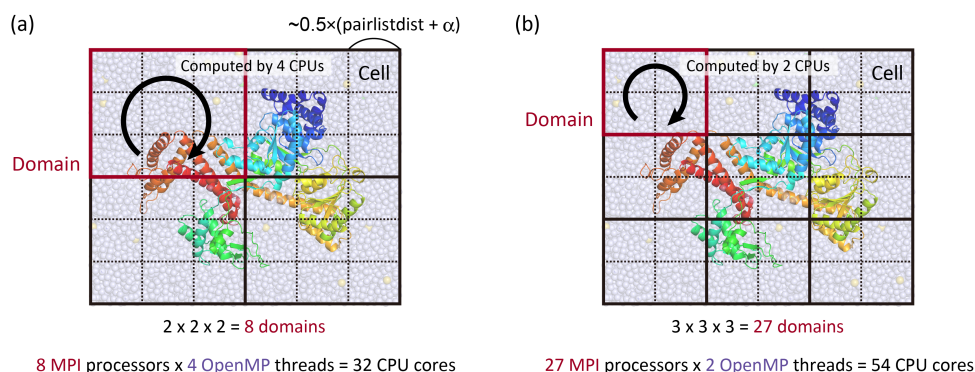 (a)
~0.5×(pairlistdist + α)
Computed by 4 CPUs
Cell
Domain
2 x 2 x 2 = 8 domains
8 MPI processors x 4 OpenMP threads = 32 CPU cores
(b)
Computed by 2 CPUs
Cell
Domain
3 x 3 x 3 = 27 domains
27 MPI processors x 2 OpenMP threads = 54 CPU cores